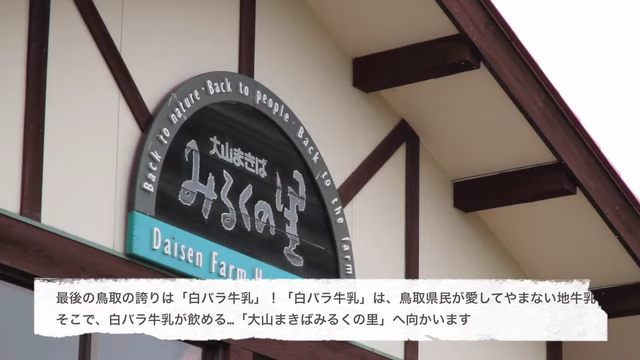 Back to nature・Back to people・Back to the farm
大山まきば
みるくの里
Daisen Farm
最後の鳥取の誇りは「白バラ牛乳」！「白バラ牛乳」は、鳥取県民が愛してやまない地牛乳
そこで、白バラ牛乳が飲める…「大山まきばみるくの里」へ向かいます